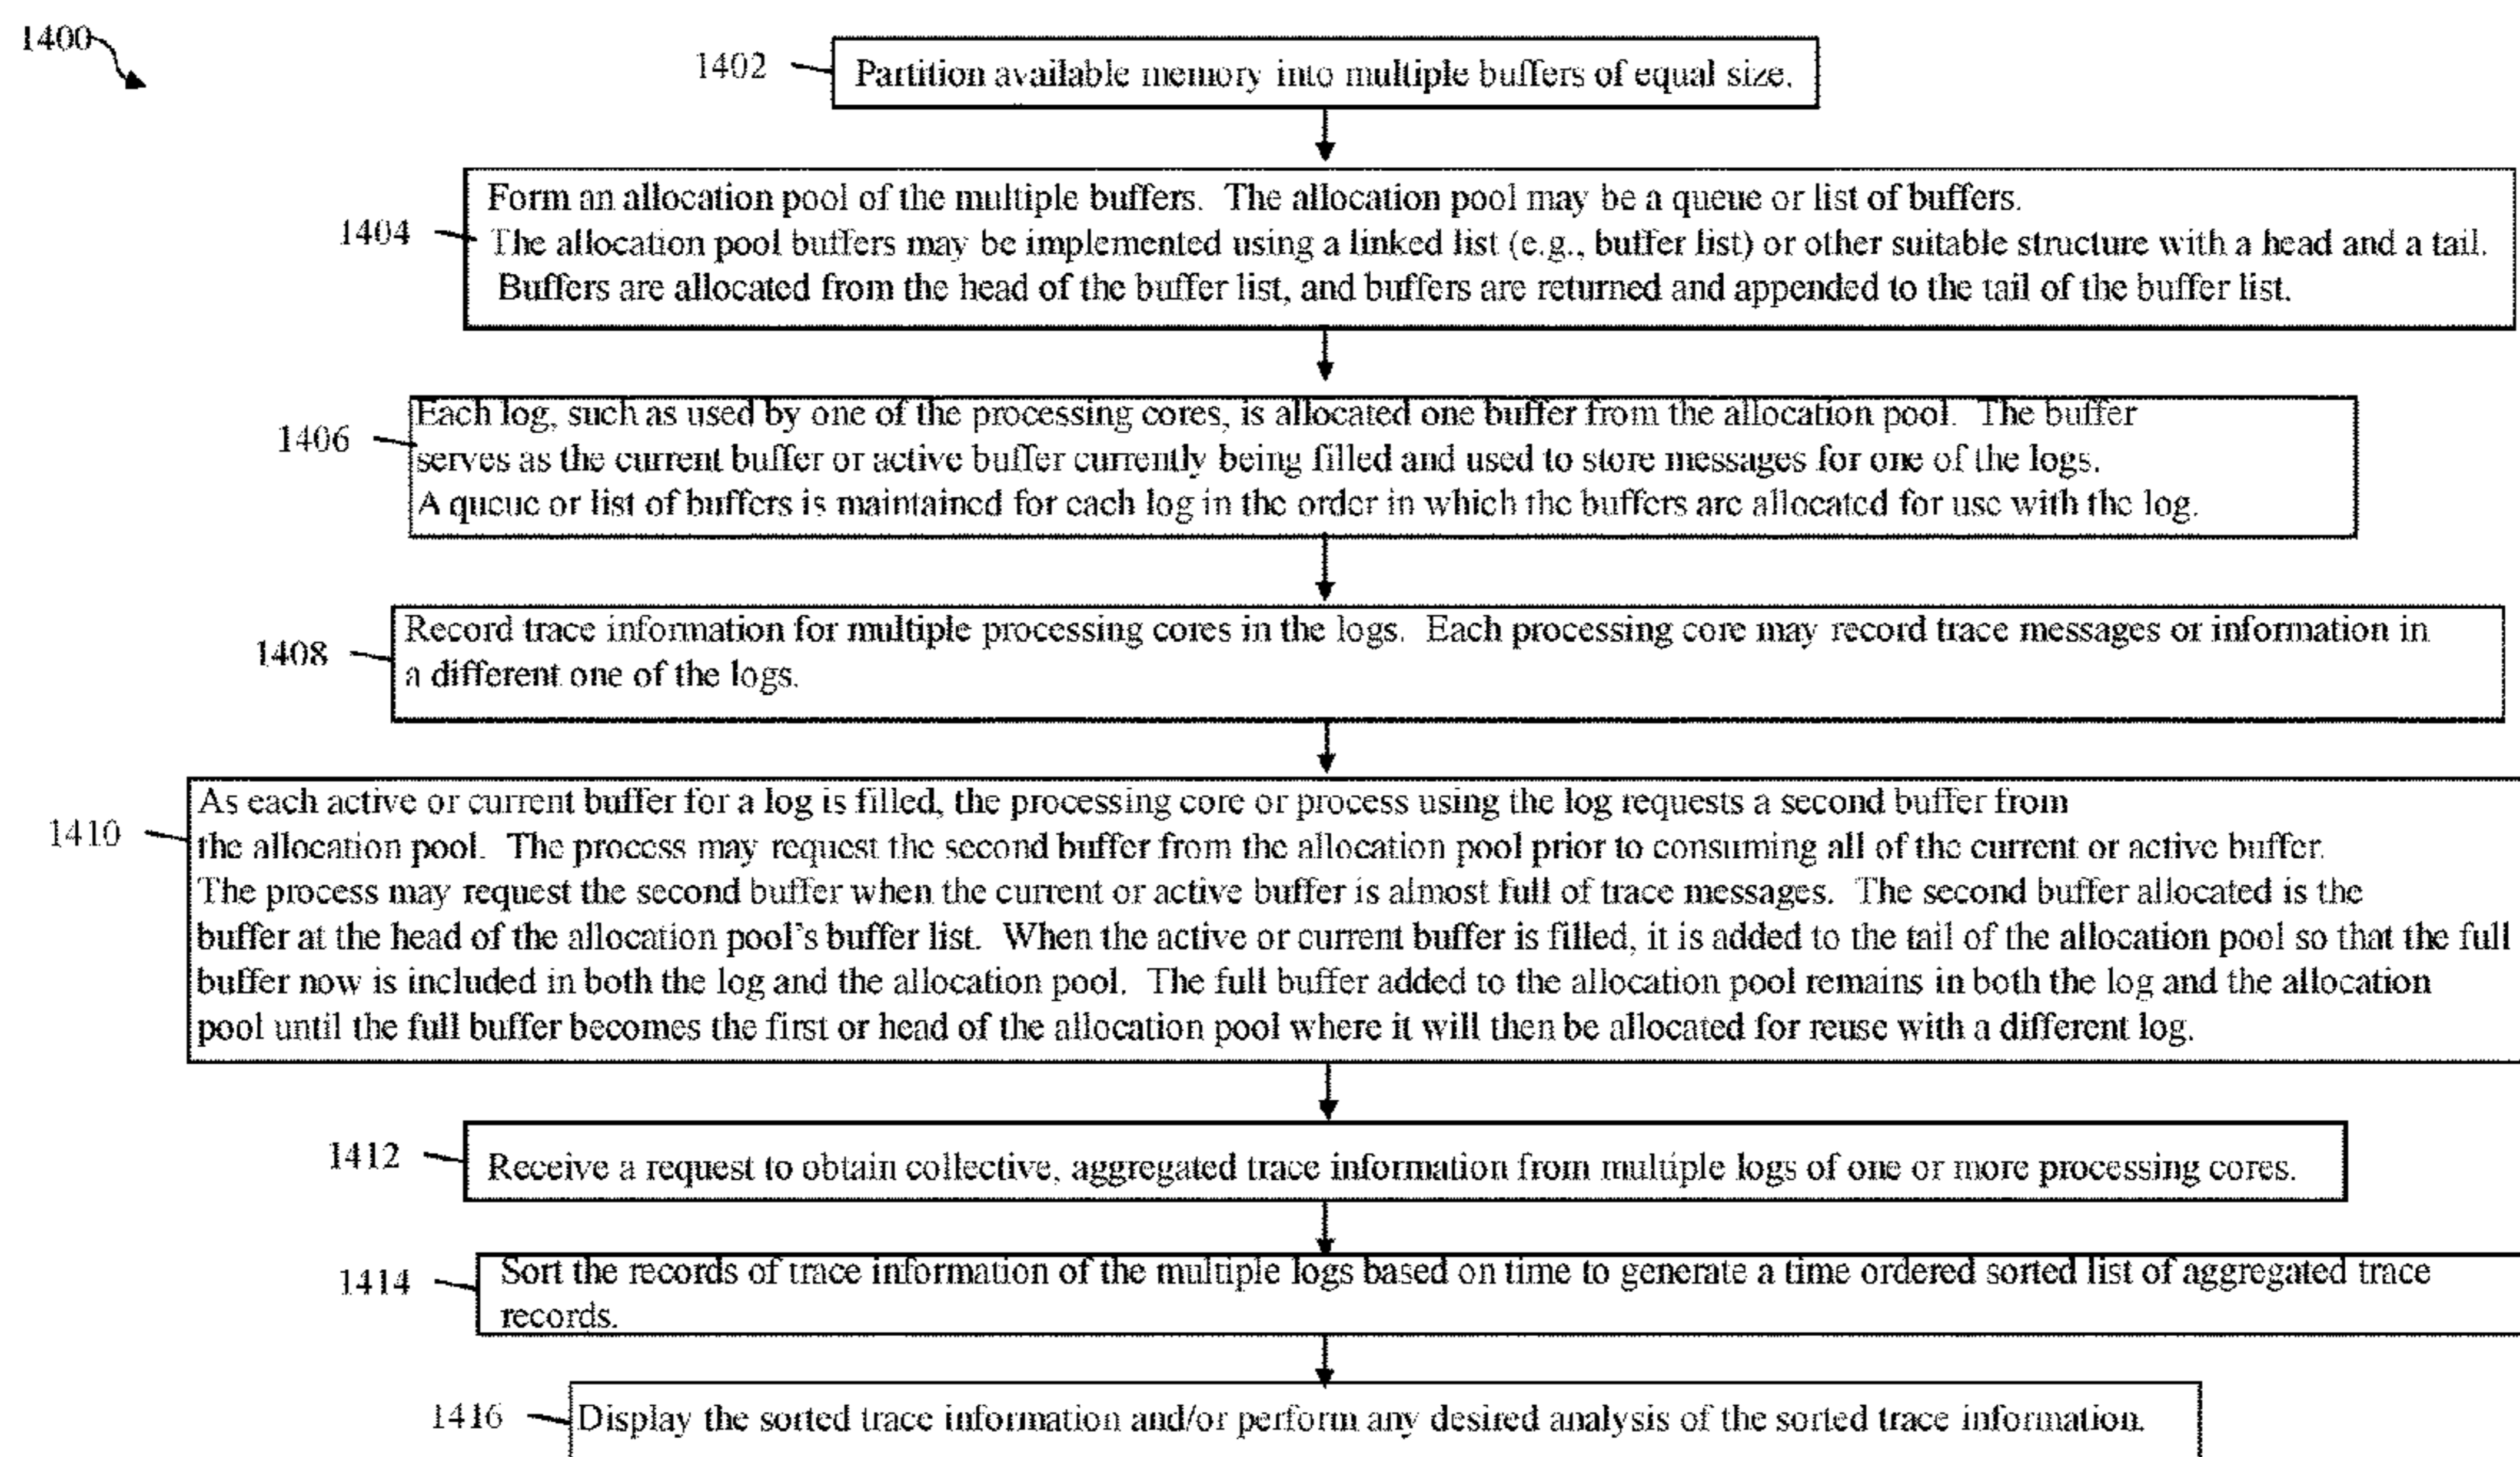 1400
1402
Partition available memory into multiple buffers of equal size.
1404
Form an allocation pool of the multiple buffers. The allocation pool may be a queue or list of buffers.
The allocation pool buffers may be implemented using a linked list (e.g., buffer list) or other suitable structure with a head and a tail.
Buffers are allocated from the head of the buffer list, and buffers are returned and appended to the tail of the buffer list.
1406
Each log, such as used by one of the processing cores, is allocated one buffer from the allocation pool. The buffer
serves as the current buffer or active buffer currently being filled and used to store messages for one of the logs.
A queue or list of buffers is maintained for each log in the order in which the buffers are allocated for use with the log.
1408
Record trace information for multiple processing cores in the logs. Each processing core may record trace messages or information in
a different one of the logs.
1410
As each active or current buffer for a log is filled, the processing core or process using the log requests a second buffer from
the allocation pool. The process may request the second buffer from the allocation pool prior to consuming all of the current or active buffer.
The process may request the second buffer when the current or active buffer is almost full of trace messages. The second buffer allocated is the
buffer at the head of the allocation pool's buffer list. When the active or current buffer is filled, it is added to the tail of the allocation pool so that the full
buffer now is included in both the log and the allocation pool. The full buffer added to the allocation pool remains in both the log and the allocation
pool until the full buffer becomes the first or head of the allocation pool where it will then be allocated for reuse with a different log.
1412
Receive a request to obtain collective, aggregated trace information from multiple logs of one or more processing cores.
1414
Sort the records of trace information of the multiple logs based on time to generate a time ordered sorted list of aggregated trace
records.
1416
Display the sorted trace information and/or perform any desired analysis of the sorted trace information.